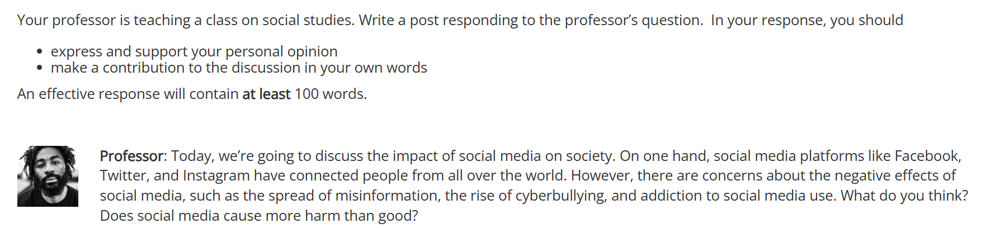 Your professor is teaching a class on social studies. Write a post responding to the professor’s question.  In your response, you should
• express and support your personal opinion
• make a contribution to the discussion in your own words
An effective response will contain at least 100 words.
Professor: Today, we’re going to discuss the impact of social media on society. On one hand, social media platforms like Facebook,
Twitter, and Instagram have connected people from all over the world. However, there are concerns about the negative effects of
social media, such as the spread of misinformation, the rise of cyberbullying, and addiction to social media use. What do you think?
Does social media cause more harm than good?